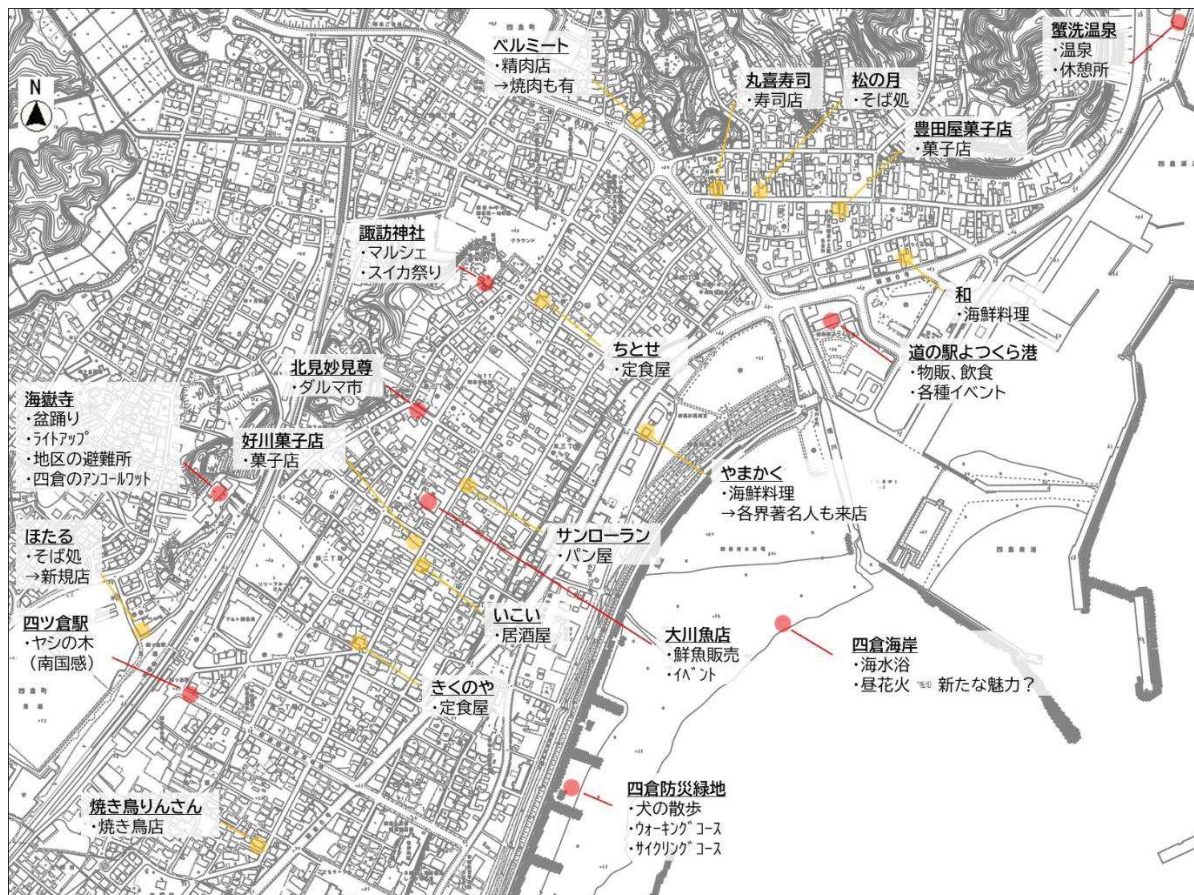 N
ベルミート
・精肉店
→焼肉も有
丸喜寿司
・寿司店
松の月
・そば処
豊田屋菓子店
・菓子店
蟹洗温泉
・温泉
・休憩所
諏訪神社
・マルシェ
・スイカ祭り
ちとせ
・定食屋
和
・海鮮料理
道の駅よつくら港
・物販、飲食
・各種イベント
北見妙見尊
・ダルマ市
海嶽寺
・盆踊り
・ﾗｲﾄｱｯﾌﾟ
・地区の避難所
・四倉のｱﾝｺｰﾙﾜｯﾄ
好川菓子店
・菓子店
やまかく
・海鮮料理
→各界著名人も来店
サンローラン
・パン屋
ほたる
・そば処
→新規店
いこい
・居酒屋
大川魚店
・鮮魚販売
・ｲﾍﾞﾝﾄ
四倉海岸
・海水浴
・昼花火 ☜ 新たな魅力？
四ツ倉駅
・ヤシの木
（南国感）
きくのや
・定食屋
四倉防災緑地
・犬の散歩
・ｳｫｰｷﾝｸﾞｺｰｽ
・ｻｲｸﾘﾝｸﾞｺｰｽ
焼き鳥りんさん
・焼き鳥店